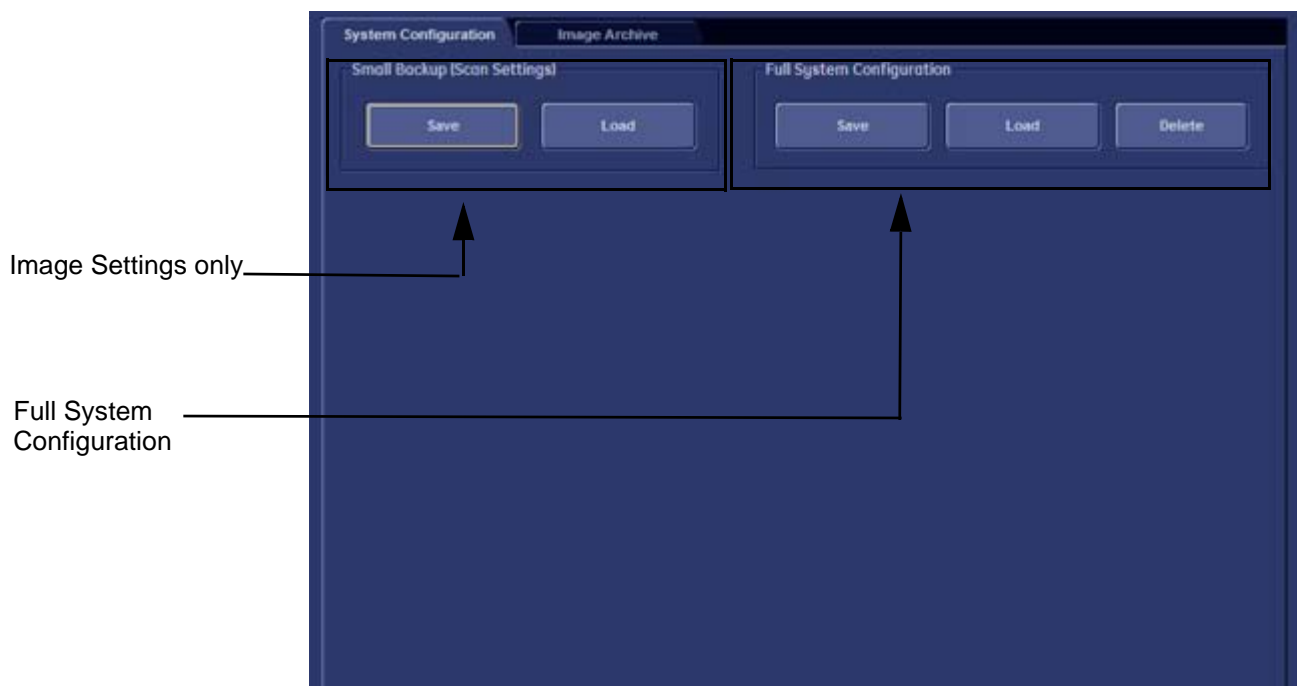 System Configuration
Image Archive
Small Backup (Scan Settings)
Full System Configuration
Save
Load
Save
Load
Delete
Image Settings only
Full System
Configuration